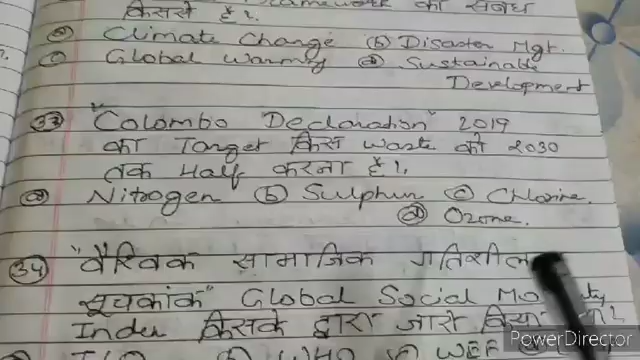 का संबंध
किससे है?
(a) Climate Change (b) Disaster Mgt.
(c) Global Warming (d) Sustainable
Development
(33) "Colombo Declaration" 2019
का Target किस Waste को 2030
तक Half करना है?
(a) Nitrogen (b) Sulphur (c) Chlorine.
(d) Ozone.
(34) "वैश्विक सामाजिक गतिशील
सूचकांक" Global Social
Index किसके द्वारा जारी किया
WHO (c) WEF
PowerDirector